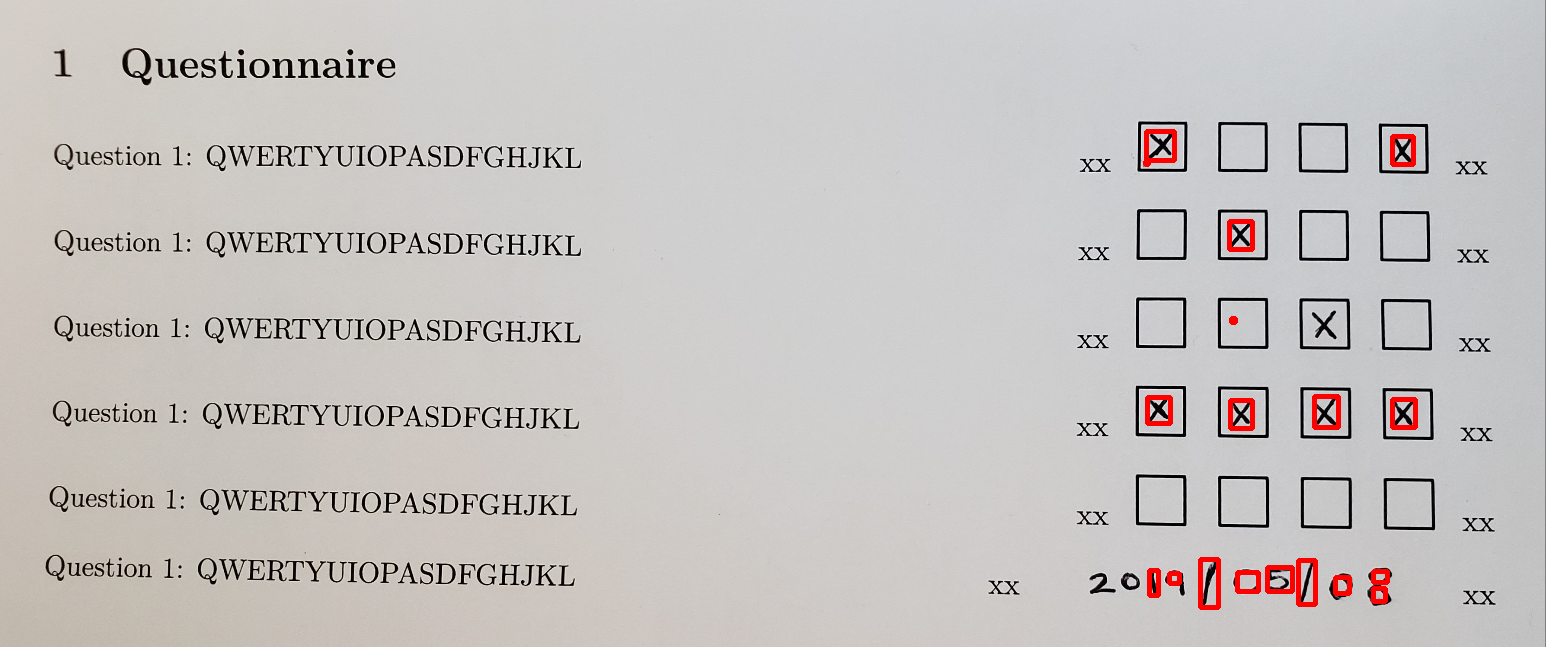 1 Questionnaire
Question 1: QWERTYUIOPASDFGHJKL xx X X xx
Question 1: QWERTYUIOPASDFGHJKL xx X xx
Question 1: QWERTYUIOPASDFGHJKL xx X xx
Question 1: QWERTYUIOPASDFGHJKL xx X X X X xx
Question 1: QWERTYUIOPASDFGHJKL xx xx
Question 1: QWERTYUIOPASDFGHJKL xx 2019/05/08 xx